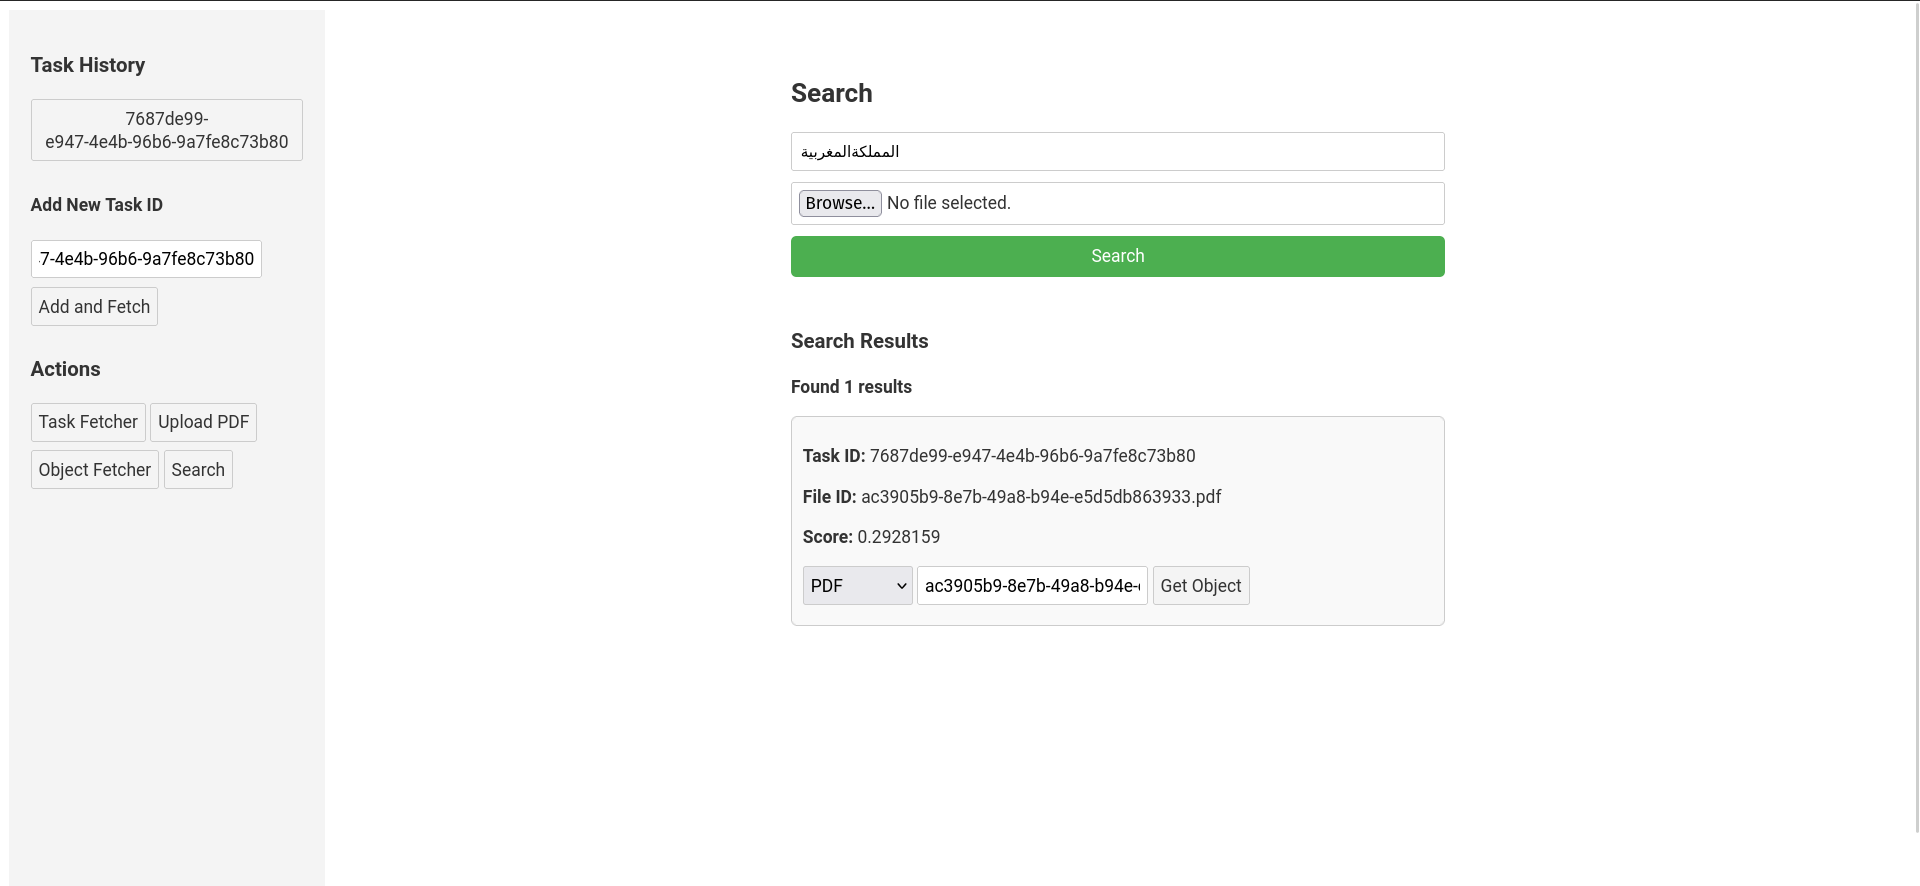 Task History
7687de99-
e947-4e4b-96b6-9a7fe8c73b80
Add New Task ID
7-4e4b-96b6-9a7fe8c73b80
Add and Fetch
Actions
Task Fetcher
Upload PDF
Object Fetcher
Search
Search
المملكةالمغربية
Browse... No file selected.
Search
Search Results
Found 1 results
Task ID: 7687de99-e947-4e4b-96b6-9a7fe8c73b80
File ID: ac3905b9-8e7b-49a8-b94e-e5d5db863933.pdf
Score: 0.2928159
PDF
ac3905b9-8e7b-49a8-b94e-
Get Object